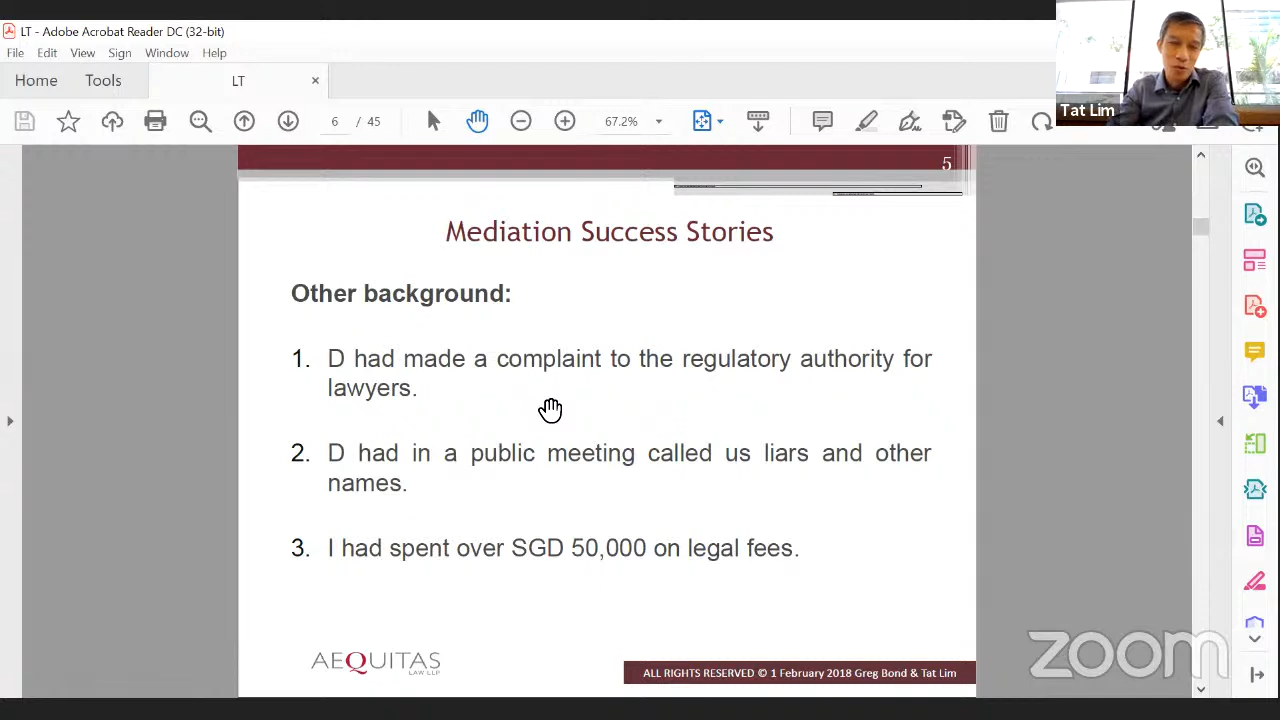 LT - Adobe Acrobat Reader DC (32-bit)
File Edit View Sign Window Help
Home Tools LT ×
6 / 45 67.2%
Tat Lim
5
Mediation Success Stories
Other background:
1. D had made a complaint to the regulatory authority for
lawyers.
2. D had in a public meeting called us liars and other
names.
3. I had spent over SGD 50,000 on legal fees.
AEQUITAS
LAW LLP
ALL RIGHTS RESERVED © 1 February 2018 Greg Bond & Tat Lim
zoom